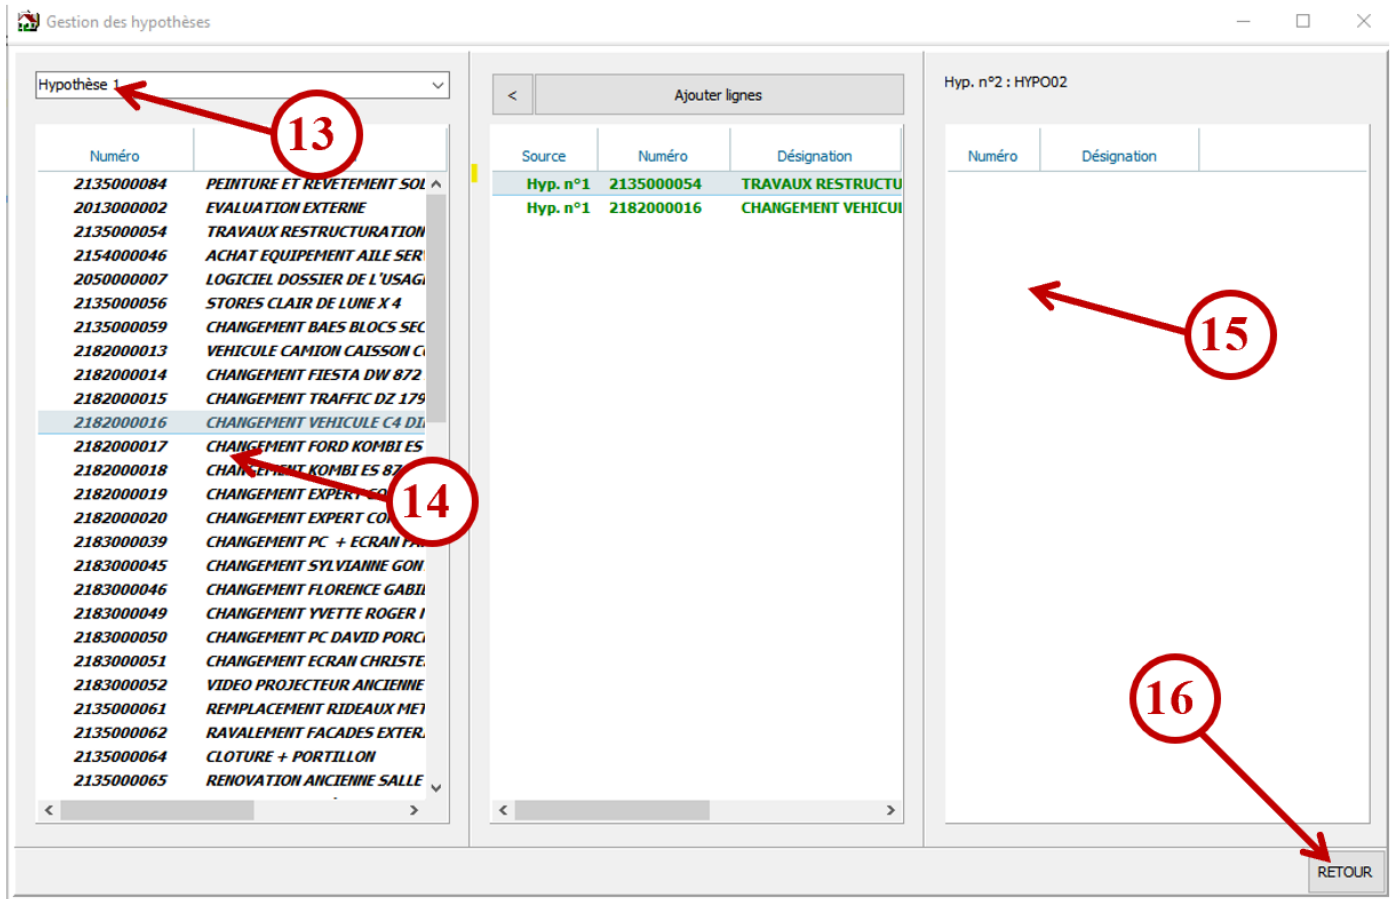 Gestion des hypothèses
Hypothèse 1
13
Numéro
2135000084 PEINTURE ET REVETEMENT SOL
2013000002 EVALUATION EXTERNE
2135000054 TRAVAUX RESTRUCTURATION
2154000046 ACHAT EQUIPEMENT AILE SER
2050000007 LOGICIEL DOSSIER DE L'USAG
2135000056 STORES CLAIR DE LUNE X 4
2135000059 CHANGEMENT BAES BLOCS SEC
2182000013 VEHICULE CAMION CAISSON
2182000014 CHANGEMENT FIESTA DW 872
2182000015 CHANGEMENT TRAFFIC DZ 179
2182000016 CHANGEMENT VEHICULE C4
2182000017 CHANGEMENT FORD KOMBI ES
2182000018 CHANGEMENT KOMBI ES
2182000019 CHANGEMENT EXPERT
2182000020 CHANGEMENT EXPERT
2183000039 CHANGEMENT PC + ECRAN
2183000045 CHANGEMENT SYLVIANNE GON
2183000046 CHANGEMENT FLORENCE
2183000049 CHANGEMENT YVETTE ROGER
2183000050 CHANGEMENT PC DAVID PORC
2183000051 CHANGEMENT ECRAN CHRISTE
2183000052 VIDEO PROJECTEUR ANCIENNE
2135000061 REMPLACEMENT RIDEAUX MET
2135000062 RAVALEMENT FACADES EXTER
2135000064 CLOTURE + PORTILLON
2135000065 RENOVATION ANCIENNE SALLE
14
< Ajouter lignes
Source Numéro Désignation
Hyp. n°1 2135000054 TRAVAUX RESTRUCTU
Hyp. n°1 2182000016 CHANGEMENT VEHICUL
Hyp. n°2 : HYPO02
Numéro Désignation
15
16
RETOUR